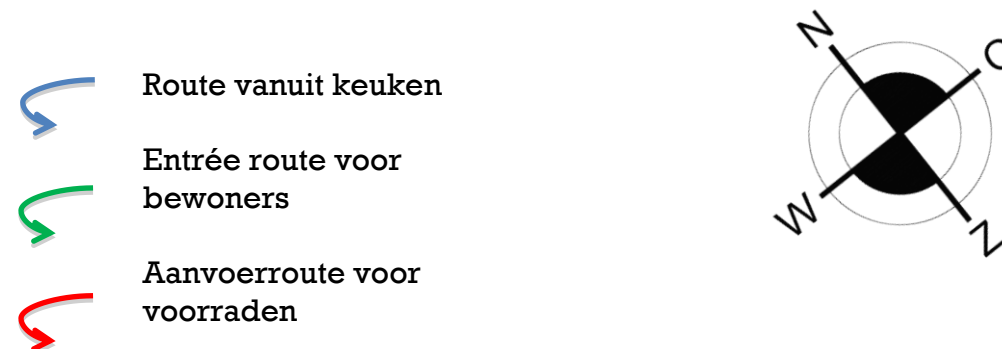 Route vanuit keuken
Entrée route voor
bewoners
Aanvoerroute voor
voorraden
N
O
W
Z